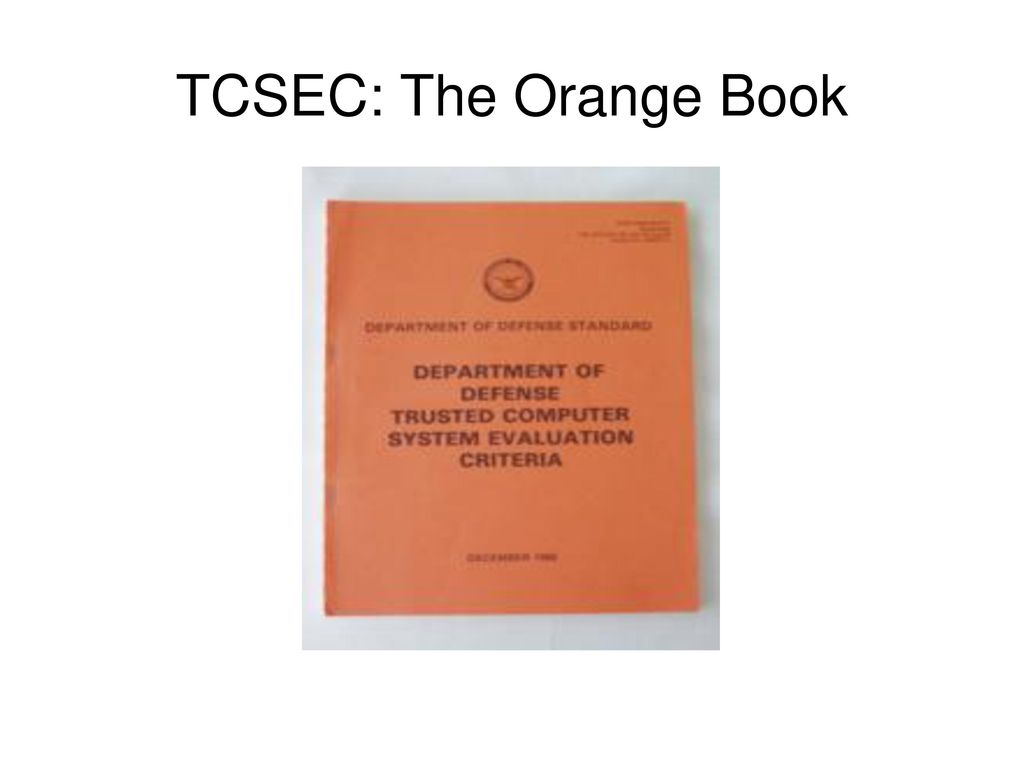 TCSEC: The Orange Book
DEPARTMENT OF DEFENSE STANDARD
DEPARTMENT OF
DEFENSE
TRUSTED COMPUTER
SYSTEM EVALUATION
CRITERIA
DECEMBER